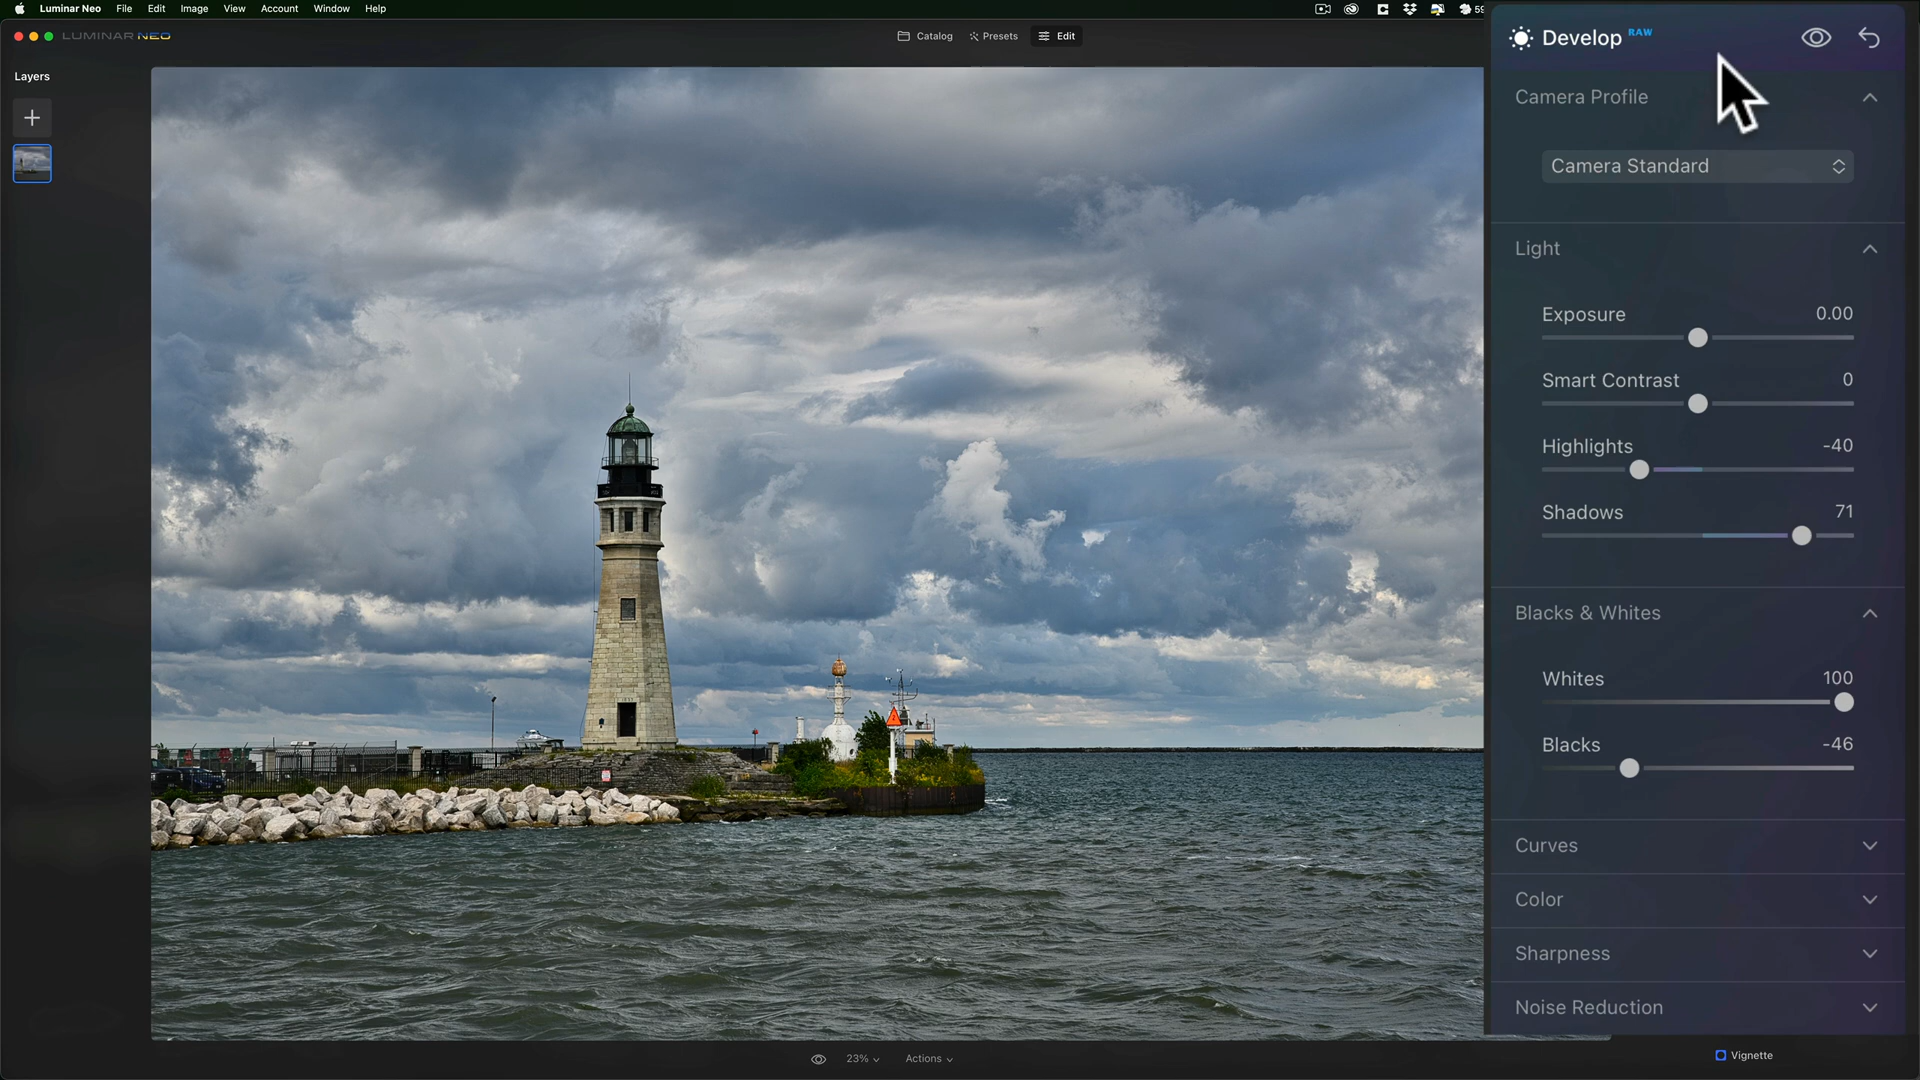 Luminar Neo File Edit Image View Account Window Help
LUMINAR NEO
Catalog Presets Edit
Layers
Develop RAW
Camera Profile
Camera Standard
Light
Exposure 0.00
Smart Contrast 0
Highlights -40
Shadows 71
Blacks & Whites
Whites 100
Blacks -46
Curves
Color
Sharpness
Noise Reduction
23% Actions
Vignette